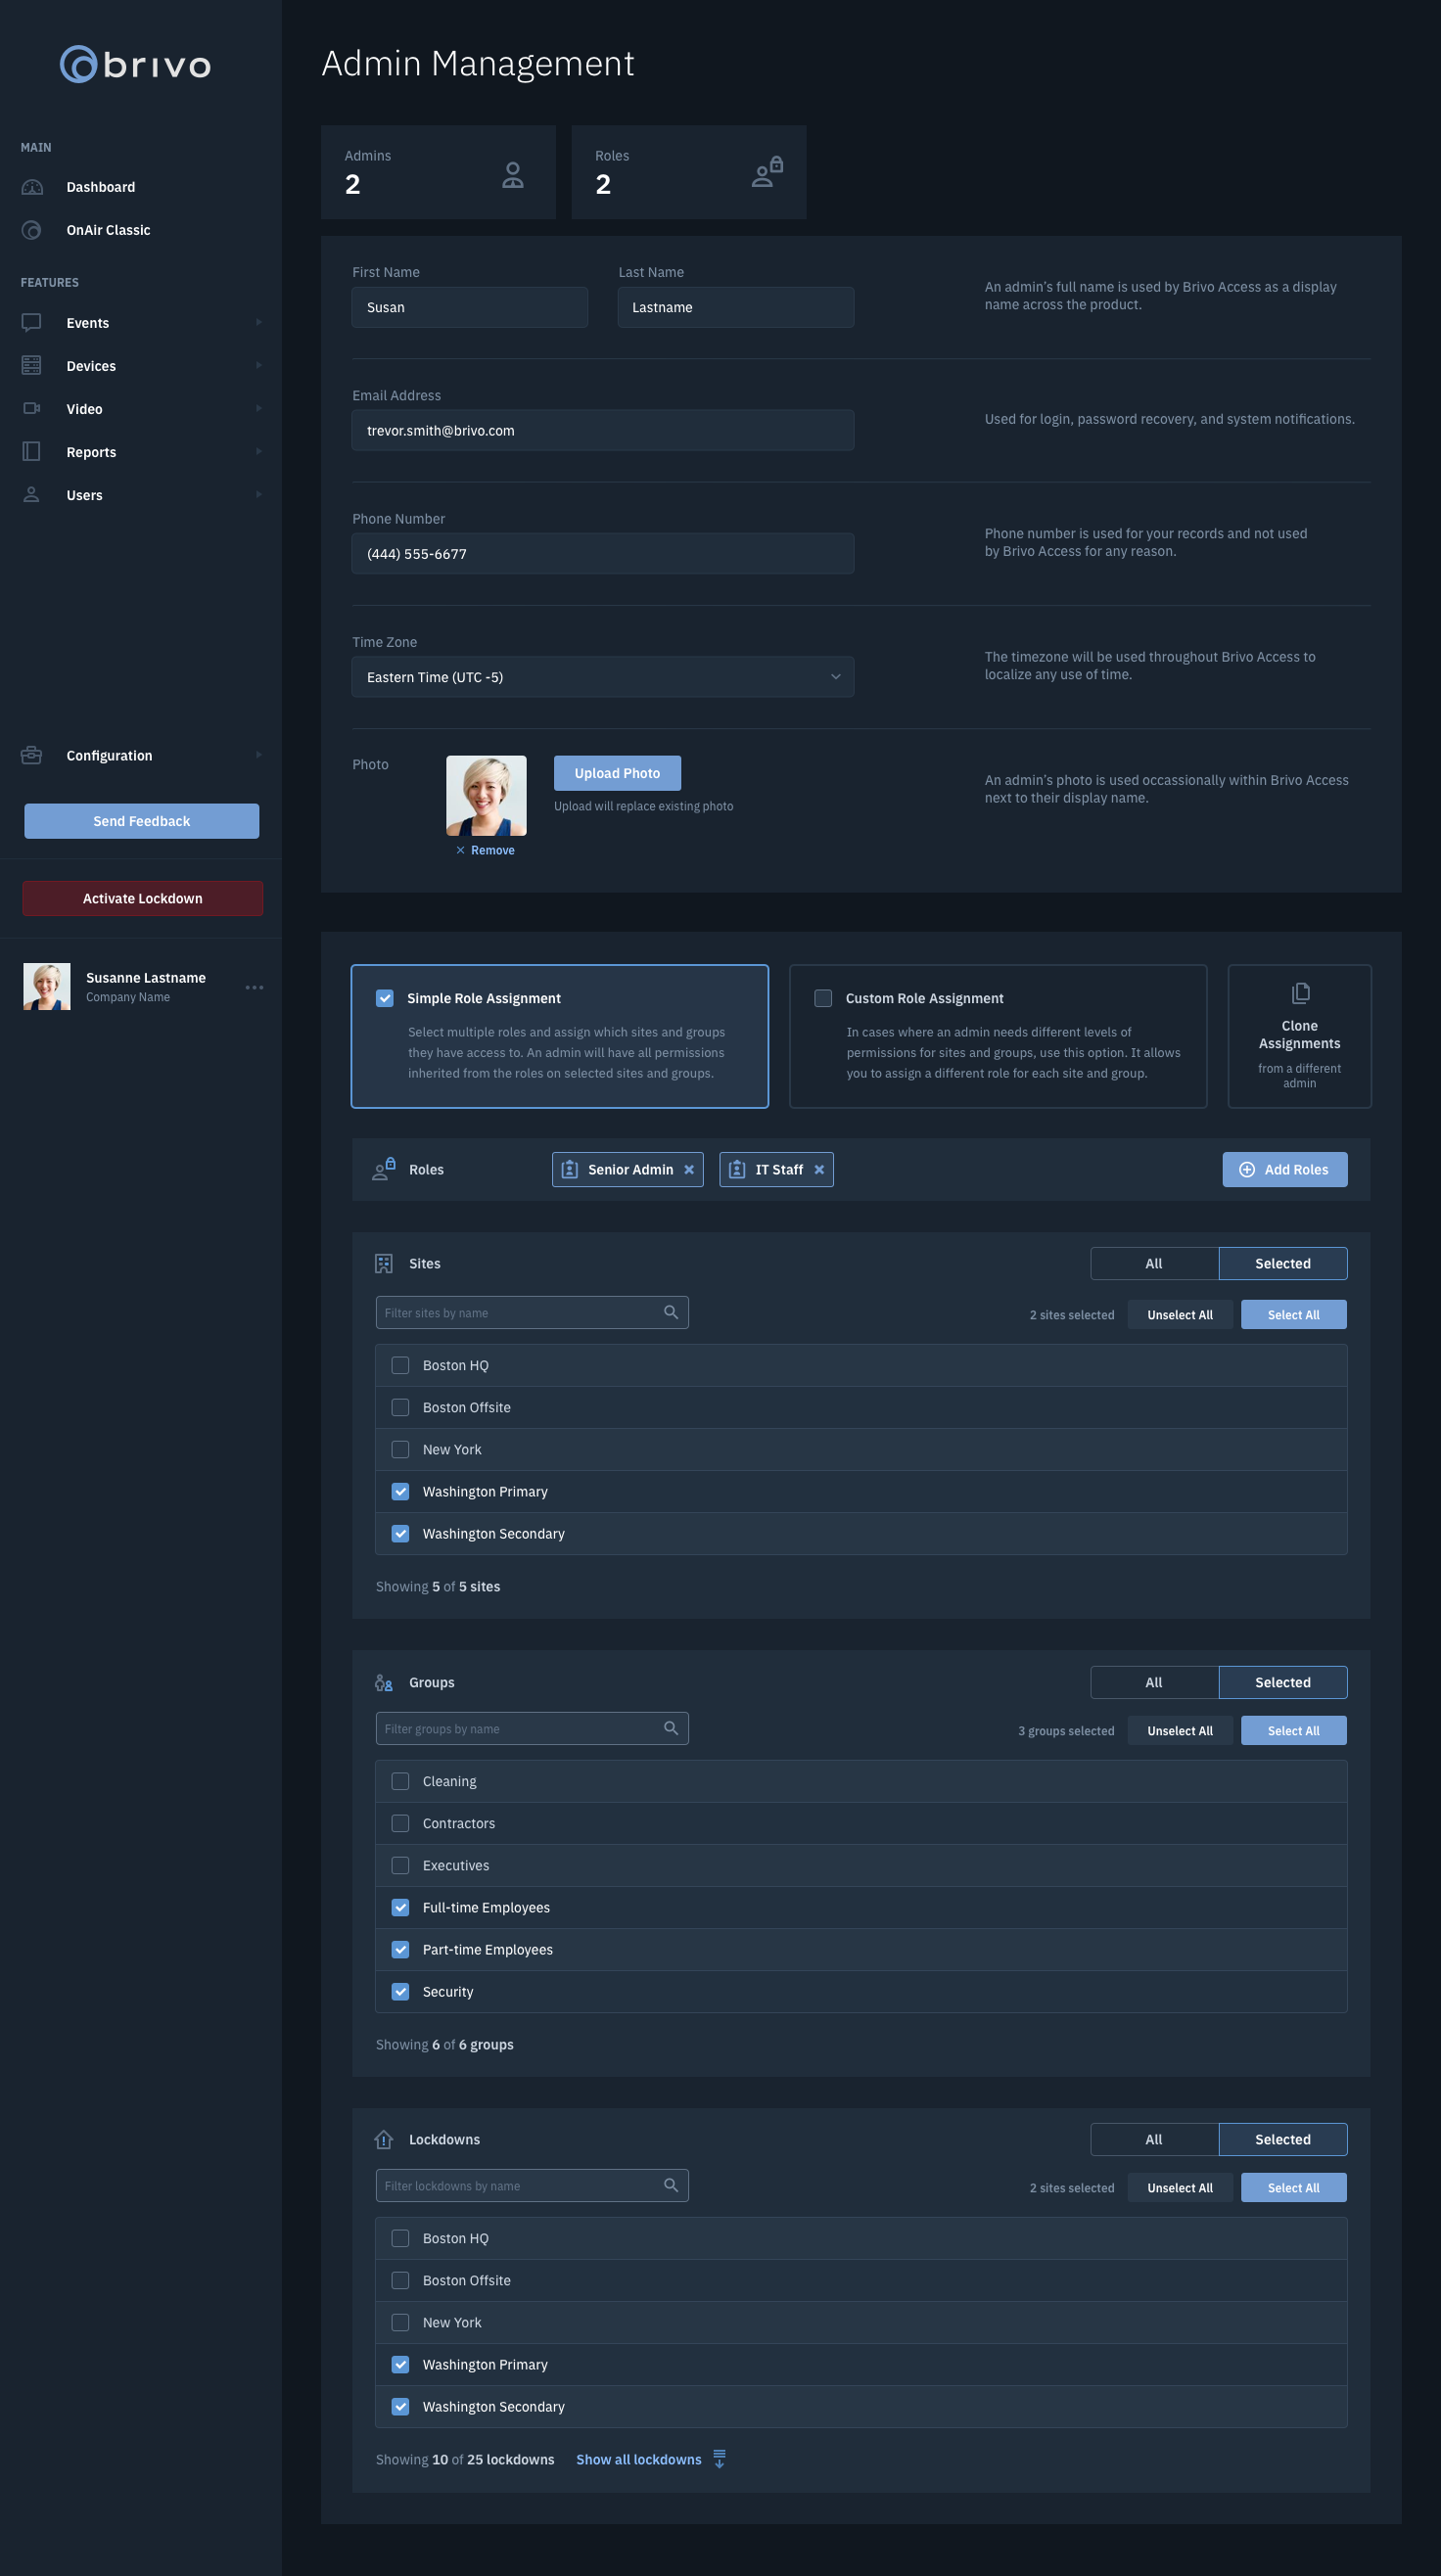 brivo
MAIN
Dashboard
OnAir Classic
FEATURES
Events
Devices
Video
Reports
Users
Configuration
Send Feedback
Activate Lockdown
Susanne Lastname
Company Name
Admin Management
Admins
2
Roles
2
First Name
Susan
Last Name
Lastname
An admin's full name is used by Brivo Access as a display
name across the product.
Email Address
trevor.smith@brivo.com
Used for login, password recovery, and system notifications.
Phone Number
(444) 555-6677
Phone number is used for your records and not used
by Brivo Access for any reason.
Time Zone
Eastern Time (UTC -5)
The timezone will be used throughout Brivo Access to
localize any use of time.
Photo
Remove
Upload Photo
Upload will replace existing photo
An admin's photo is used occassionally within Brivo Access
next to their display name.
Simple Role Assignment
Select multiple roles and assign which sites and groups
they have access to. An admin will have all permissions
inherited from the roles on selected sites and groups.
Custom Role Assignment
In cases where an admin needs different levels of
permissions for sites and groups, use this option. It allows
you to assign a different role for each site and group.
Clone
Assignments
from a different
admin
Roles
Senior Admin
IT Staff
Add Roles
Sites
All
Selected
Filter sites by name
2 sites selected
Unselect All
Select All
Boston HQ
Boston Offsite
New York
Washington Primary
Washington Secondary
Showing 5 of 5 sites
Groups
All
Selected
Filter groups by name
3 groups selected
Unselect All
Select All
Cleaning
Contractors
Executives
Full-time Employees
Part-time Employees
Security
Showing 6 of 6 groups
Lockdowns
All
Selected
Filter lockdowns by name
2 sites selected
Unselect All
Select All
Boston HQ
Boston Offsite
New York
Washington Primary
Washington Secondary
Showing 10 of 25 lockdowns
Show all lockdowns